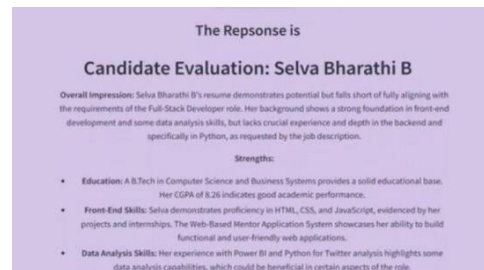 The Repsonse is
Candidate Evaluation: Selva Bharathi B
Overall Impression: Selva Bharathi B's resume demonstrates potential but falls short of fully aligning with
the requirements of the Full-Stack Developer role. Her background shows a strong foundation in front-end
development and some data analysis skills, but lacks crucial experience and depth in the backend and
specifically in Python, as requested by the job description.
Strengths:
• Education: A B.Tech in Computer Science and Business Systems provides a solid educational base.
Her CGPA of 8.26 indicates good academic performance.
• Front-End Skills: Selva demonstrates proficiency in HTML, CSS, and JavaScript, evidenced by her
projects and internships. The Web-Based Mentor Application System showcases her ability to build
functional and user-friendly web applications.
• Data Analysis Skills: Her experience with Power BI and Python for Twitter analysis highlights some
data analysis capabilities, which could be beneficial in certain aspects of the role.